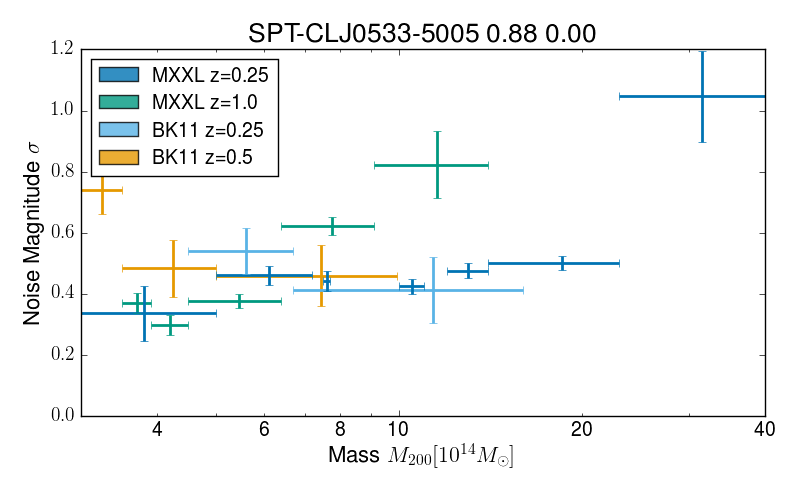 SPT-CLJ0533-5005 0.88 0.00
MXXL z=0.25
MXXL z=1.0
BK11 z=0.25
BK11 z=0.5
Noise Magnitude σ
1.2
1.0
0.8
0.6
0.4
0.2
0.0
4 6 8 10 20 40
Mass M₂₀₀[10¹⁴M☉]